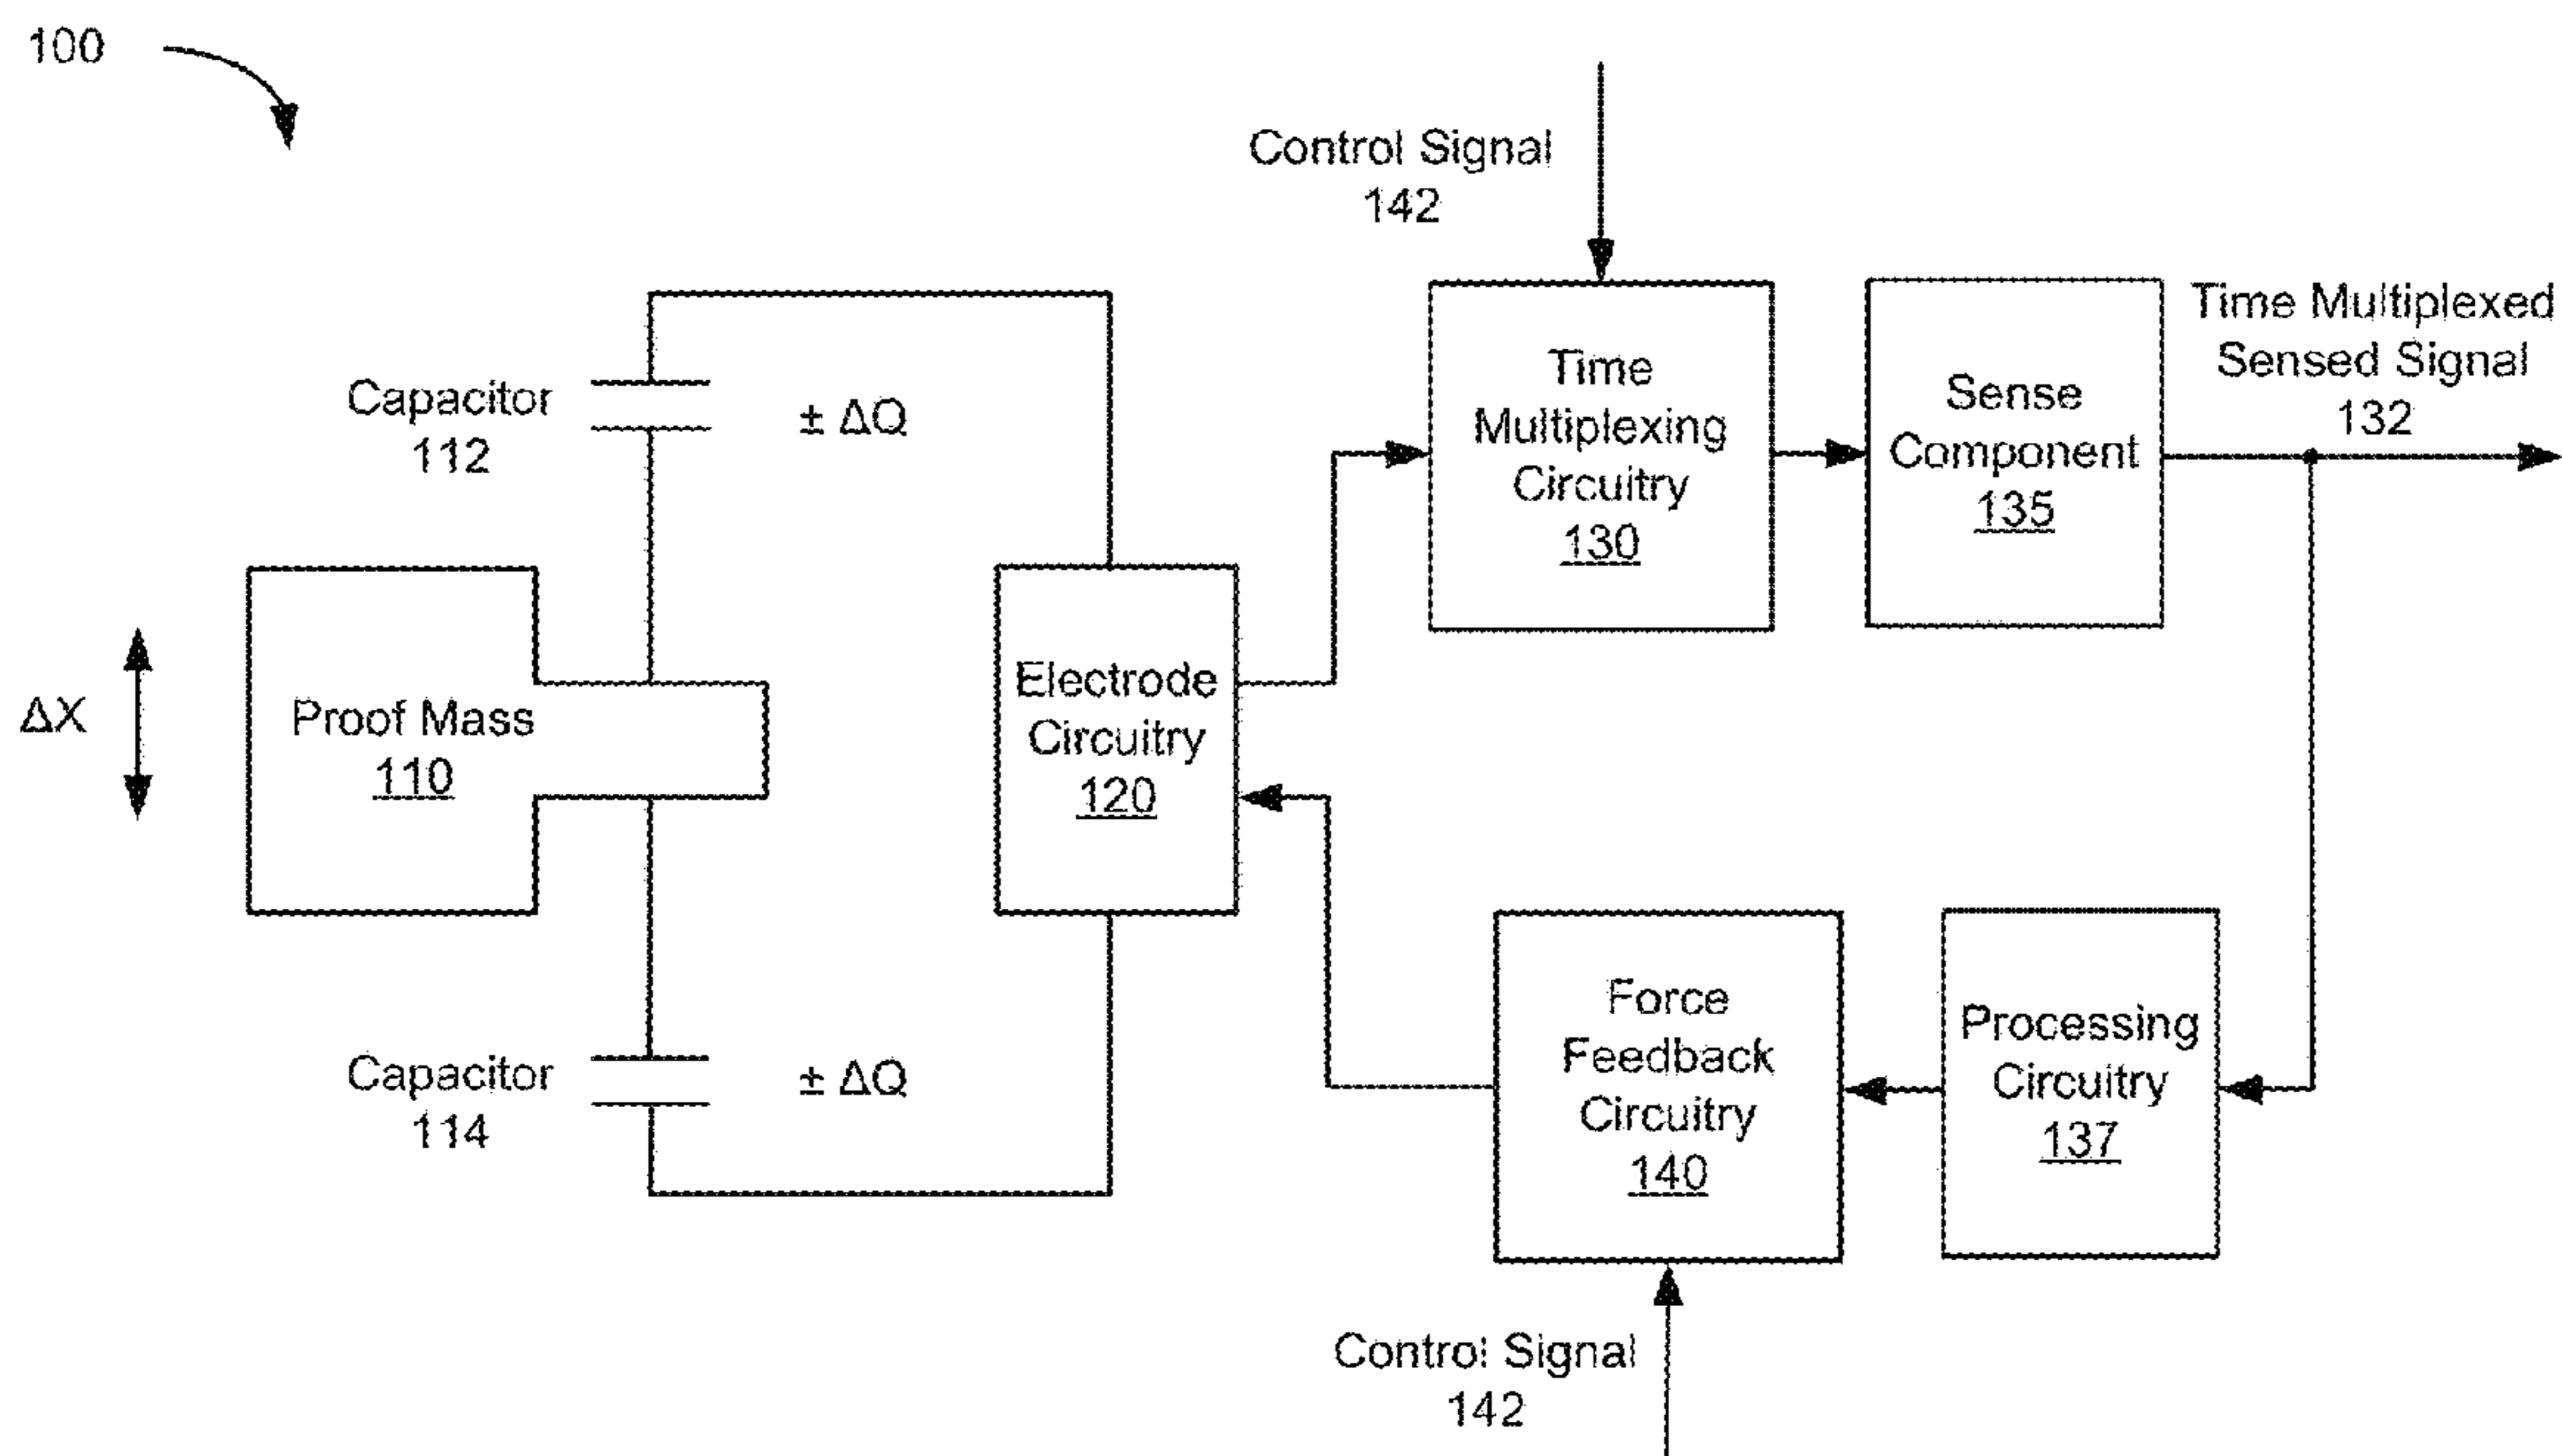 100
Control Signal
142
Time Multiplexed
Sensed Signal
132
Time
Multiplexing
Circuitry
130
Sense
Component
135
Capacitor
112
± ΔQ
ΔX
Proof Mass
110
Electrode
Circuitry
120
Capacitor
114
± ΔQ
Force
Feedback
Circuitry
140
Processing
Circuitry
137
Control Signal
142